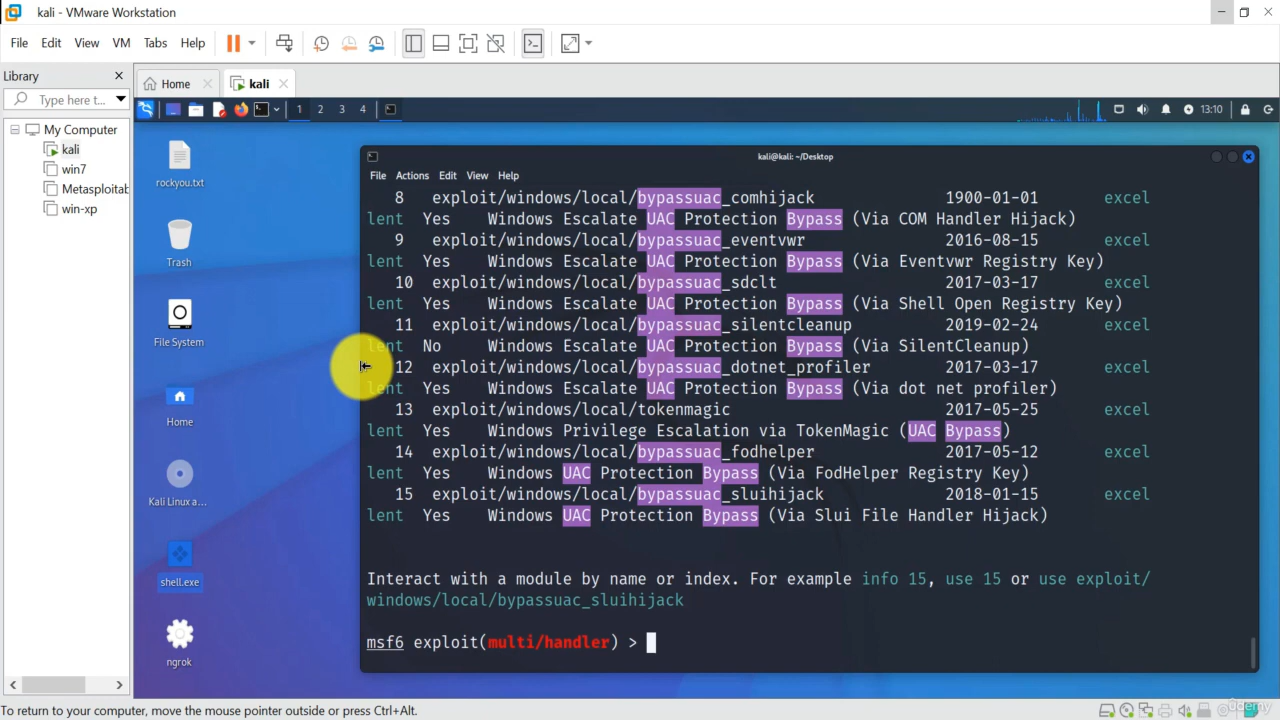 kali - VMware Workstation
File Edit View VM Tabs Help
Library
Type here t...
Home
kali
My Computer
kali
win7
Metasploitab
win-xp
1 2 3 4
13:10
rockyou.txt
Trash
File System
Home
Kali Linux a...
shell.exe
ngrok
kali@kali: ~/Desktop
File Actions Edit View Help
8 exploit/windows/local/bypassuac_comhijack 1900-01-01 excel
lent Yes Windows Escalate UAC Protection Bypass (Via COM Handler Hijack)
9 exploit/windows/local/bypassuac_eventvwr 2016-08-15 excel
lent Yes Windows Escalate UAC Protection Bypass (Via Eventvwr Registry Key)
10 exploit/windows/local/bypassuac_sdclt 2017-03-17 excel
lent Yes Windows Escalate UAC Protection Bypass (Via Shell Open Registry Key)
11 exploit/windows/local/bypassuac_silentcleanup 2019-02-24 excel
lent No Windows Escalate UAC Protection Bypass (Via SilentCleanup)
12 exploit/windows/local/bypassuac_dotnet_profiler 2017-03-17 excel
lent Yes Windows Escalate UAC Protection Bypass (Via dot net profiler)
13 exploit/windows/local/tokenmagic 2017-05-25 excel
lent Yes Windows Privilege Escalation via TokenMagic (UAC Bypass)
14 exploit/windows/local/bypassuac_fodhelper 2017-05-12 excel
lent Yes Windows UAC Protection Bypass (Via FodHelper Registry Key)
15 exploit/windows/local/bypassuac_sluihijack 2018-01-15 excel
lent Yes Windows UAC Protection Bypass (Via Slui File Handler Hijack)
Interact with a module by name or index. For example info 15, use 15 or use exploit/
windows/local/bypassuac_sluihijack
msf6 exploit(multi/handler) >
To return to your computer, move the mouse pointer outside or press Ctrl+Alt.
ûdemy